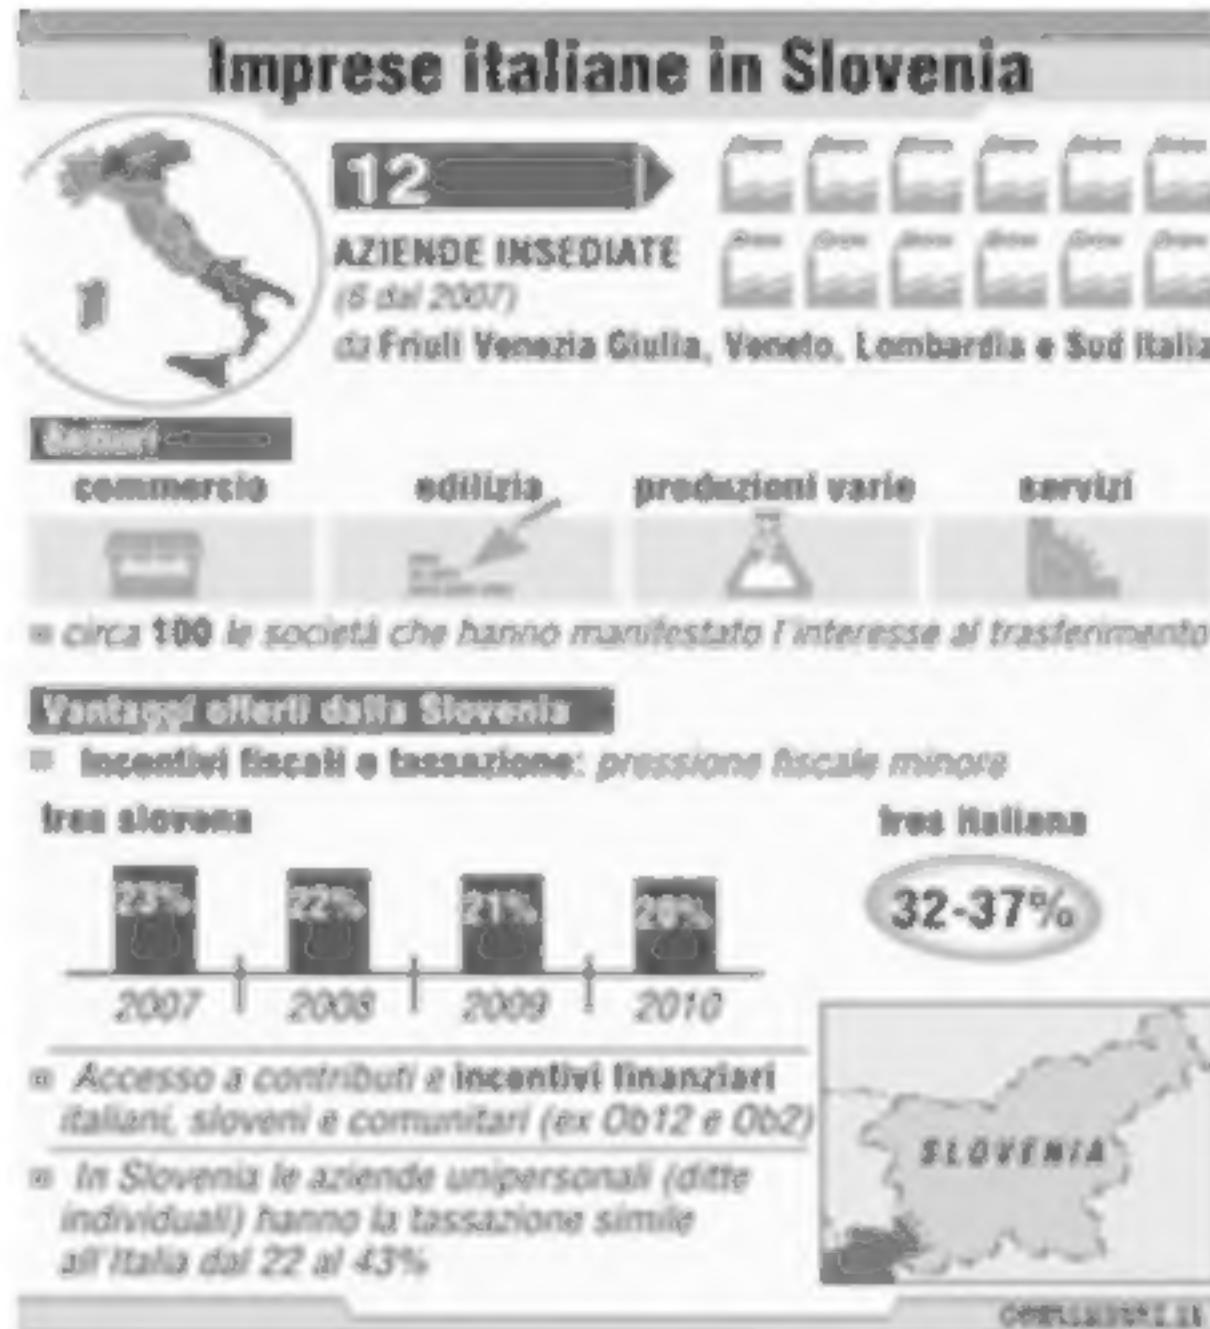 Imprese italiane in Slovenia
12
AZIENDE INSEDIATE
(6 dal 2007)
da Friuli Venezia Giulia, Veneto, Lombardia e Sud Italia
Settori
commercio edilizia produzioni varie servizi
circa 100 le società che hanno manifestato l'interesse al trasferimento
Vantaggi offerti dalla Slovenia
Incentivi fiscali e tassazione: pressione fiscale minore
Ires slovena Ires italiana
23% 22% 21% 20% 32-37%
2007 2008 2009 2010
Accesso a contributi e incentivi finanziari
italiani, sloveni e comunitari (ex Ob12 e Ob2)
SLOVENIA
In Slovenia le aziende unipersonali (ditte
individuali) hanno la tassazione simile
all'Italia dal 22 al 43%